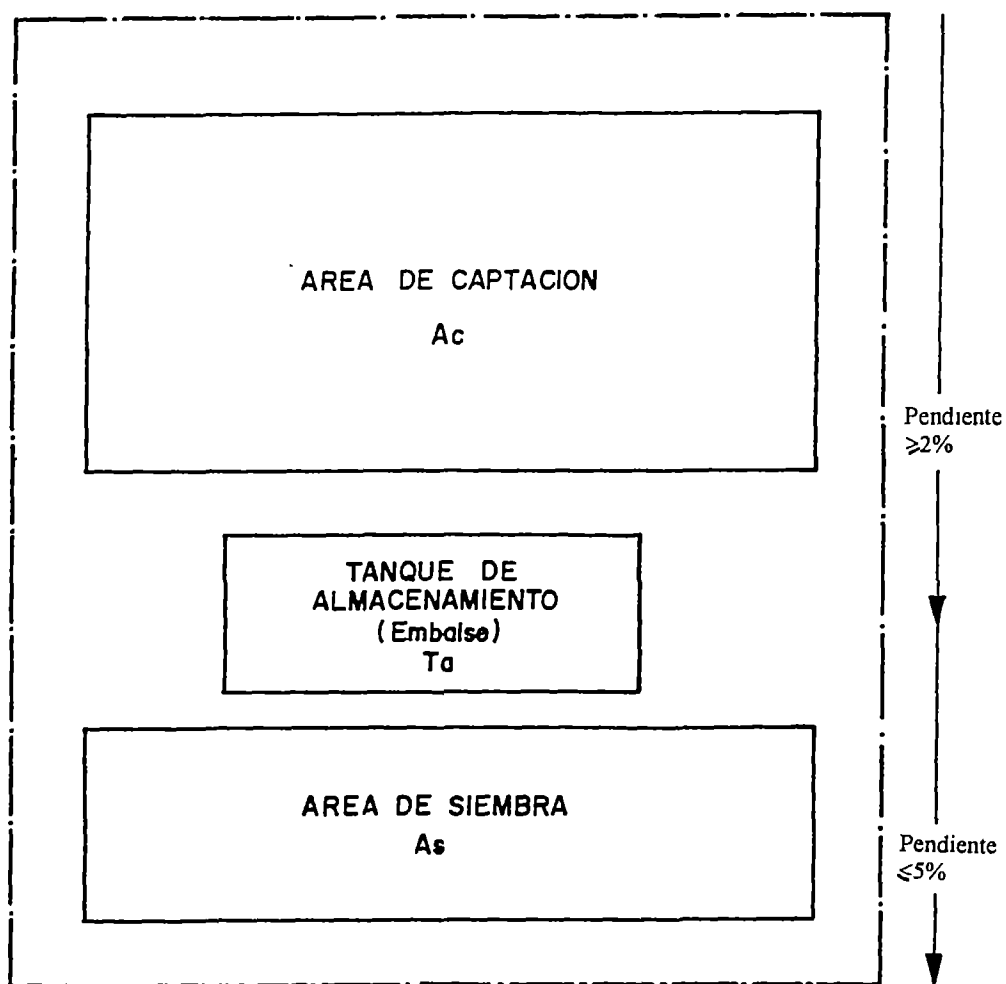 AREA DE CAPTACION
Ac
Pendiente
≥2%
TANQUE DE
ALMACENAMIENTO
(Embalse)
Ta
AREA DE SIEMBRA
As
Pendiente
≤5%